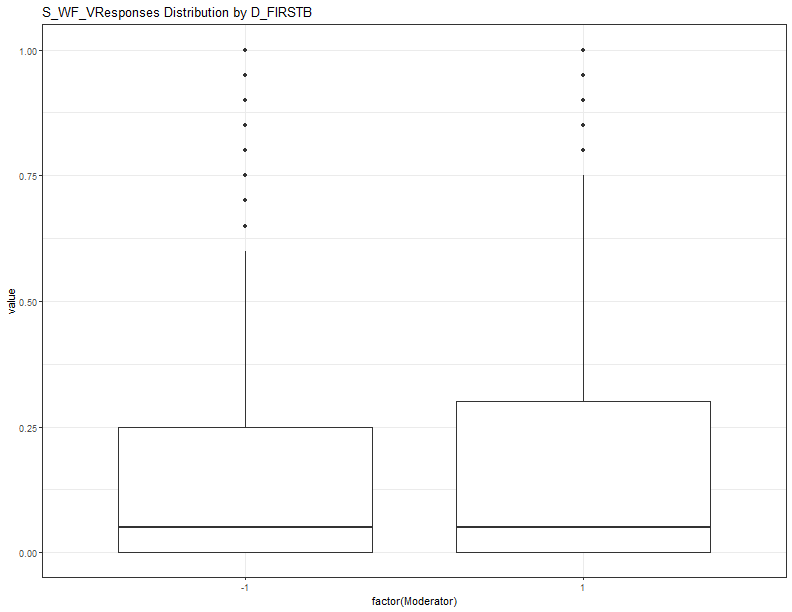 S_WF_VResponses Distribution by D_FIRSTB
1.00
0.75
value
0.50
0.25
0.00
-1
1
factor(Moderator)